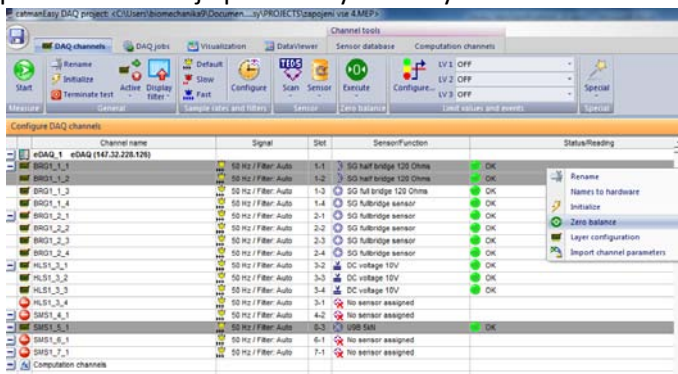 catmanEasy DAQ project: <C:\Users\biomechanika9\Documen....sy\PROJECTS\zapojeni vse 4.MEP>
Channel tools
DAQ channels DAQ jobs Visualization DataViewer Sensor database Computation channels
Start
Rename
Initialize
Terminate test
Active Display filter
Default
Slow
Fast
Configure
Scan Sensor
Execute
Configure...
LV 1 OFF
LV 2 OFF
LV 3 OFF
Special
Measure General Sample rates and filters Sensor Zero balance Limit values and events Special
Configure DAQ channels
Channel name Signal Slot Sensor/Function Status/Reading
eDAQ_1 eDAQ (147.32.228.126)
BRG1_1_1 50 Hz / Filter: Auto 1-1 SG half bridge 120 Ohms OK
BRG1_1_2 50 Hz / Filter: Auto 1-2 SG half bridge 120 Ohms OK
BRG1_1_3 50 Hz / Filter: Auto 1-3 SG full bridge 120 Ohms OK
BRG1_1_4 50 Hz / Filter: Auto 1-4 SG fullbridge sensor OK
BRG1_2_1 50 Hz / Filter: Auto 2-1 SG fullbridge sensor OK
BRG1_2_2 50 Hz / Filter: Auto 2-2 SG fullbridge sensor OK
BRG1_2_3 50 Hz / Filter: Auto 2-3 SG fullbridge sensor OK
BRG1_2_4 50 Hz / Filter: Auto 2-4 SG fullbridge sensor OK
HLS1_3_1 50 Hz / Filter: Auto 3-2 DC voltage 10V OK
HLS1_3_2 50 Hz / Filter: Auto 3-3 DC voltage 10V OK
HLS1_3_3 50 Hz / Filter: Auto 3-4 DC voltage 10V OK
HLS1_3_4 50 Hz / Filter: Auto 3-1 No sensor assigned
SMS1_4_1 50 Hz / Filter: Auto 4-2 No sensor assigned
SMS1_5_1 50 Hz / Filter: Auto 0-3 U9B 5kN OK
SMS1_6_1 50 Hz / Filter: Auto 6-1 No sensor assigned
SMS1_7_1 50 Hz / Filter: Auto 7-1 No sensor assigned
Computation channels
Rename
Names to hardware
Initialize
Zero balance
Layer configuration
Import channel parameters